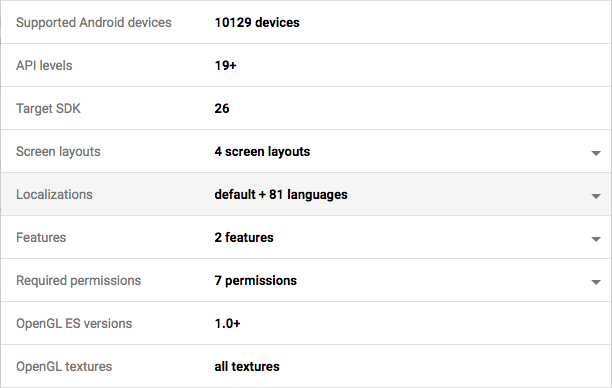 Supported Android devices 10129 devices
API levels 19+
Target SDK 26
Screen layouts 4 screen layouts
Localizations default + 81 languages
Features 2 features
Required permissions 7 permissions
OpenGL ES versions 1.0+
OpenGL textures all textures